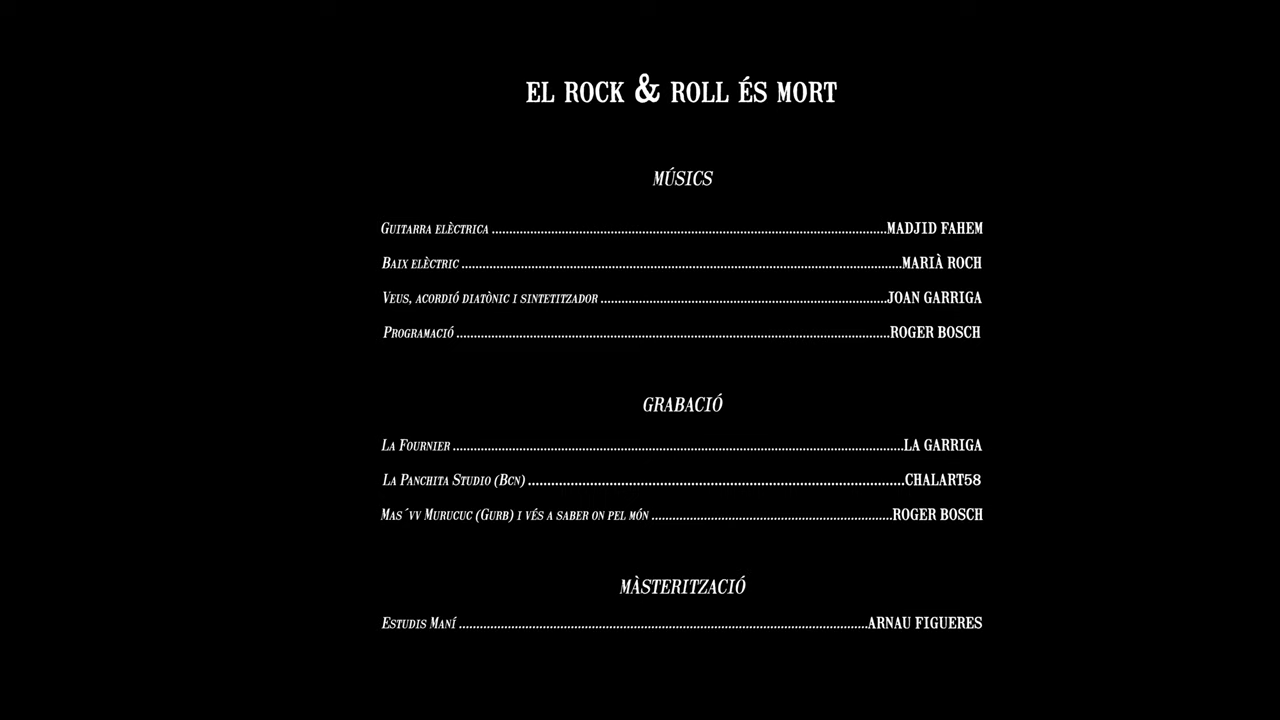 EL ROCK & ROLL ÉS MORT
MÚSICS
GUITARRA ELÈCTRICA ........ MADJID FAHEM
BAIX ELÈCTRIC ........ MARIÀ ROCH
VEUS, ACORDIÓ DIATÒNIC I SINTETITZADOR ........ JOAN GARRIGA
PROGRAMACIÓ ........ ROGER BOSCH
GRABACIÓ
LA FOURNIER ........ LA GARRIGA
LA PANCHITA STUDIO (BCN) ........ CHALART58
MAS´VV MURUCUC (GURB) I VÉS A SABER ON PEL MÓN ........ ROGER BOSCH
MÀSTERITZACIÓ
ESTUDIS MANÍ ........ ARNAU FIGUERES